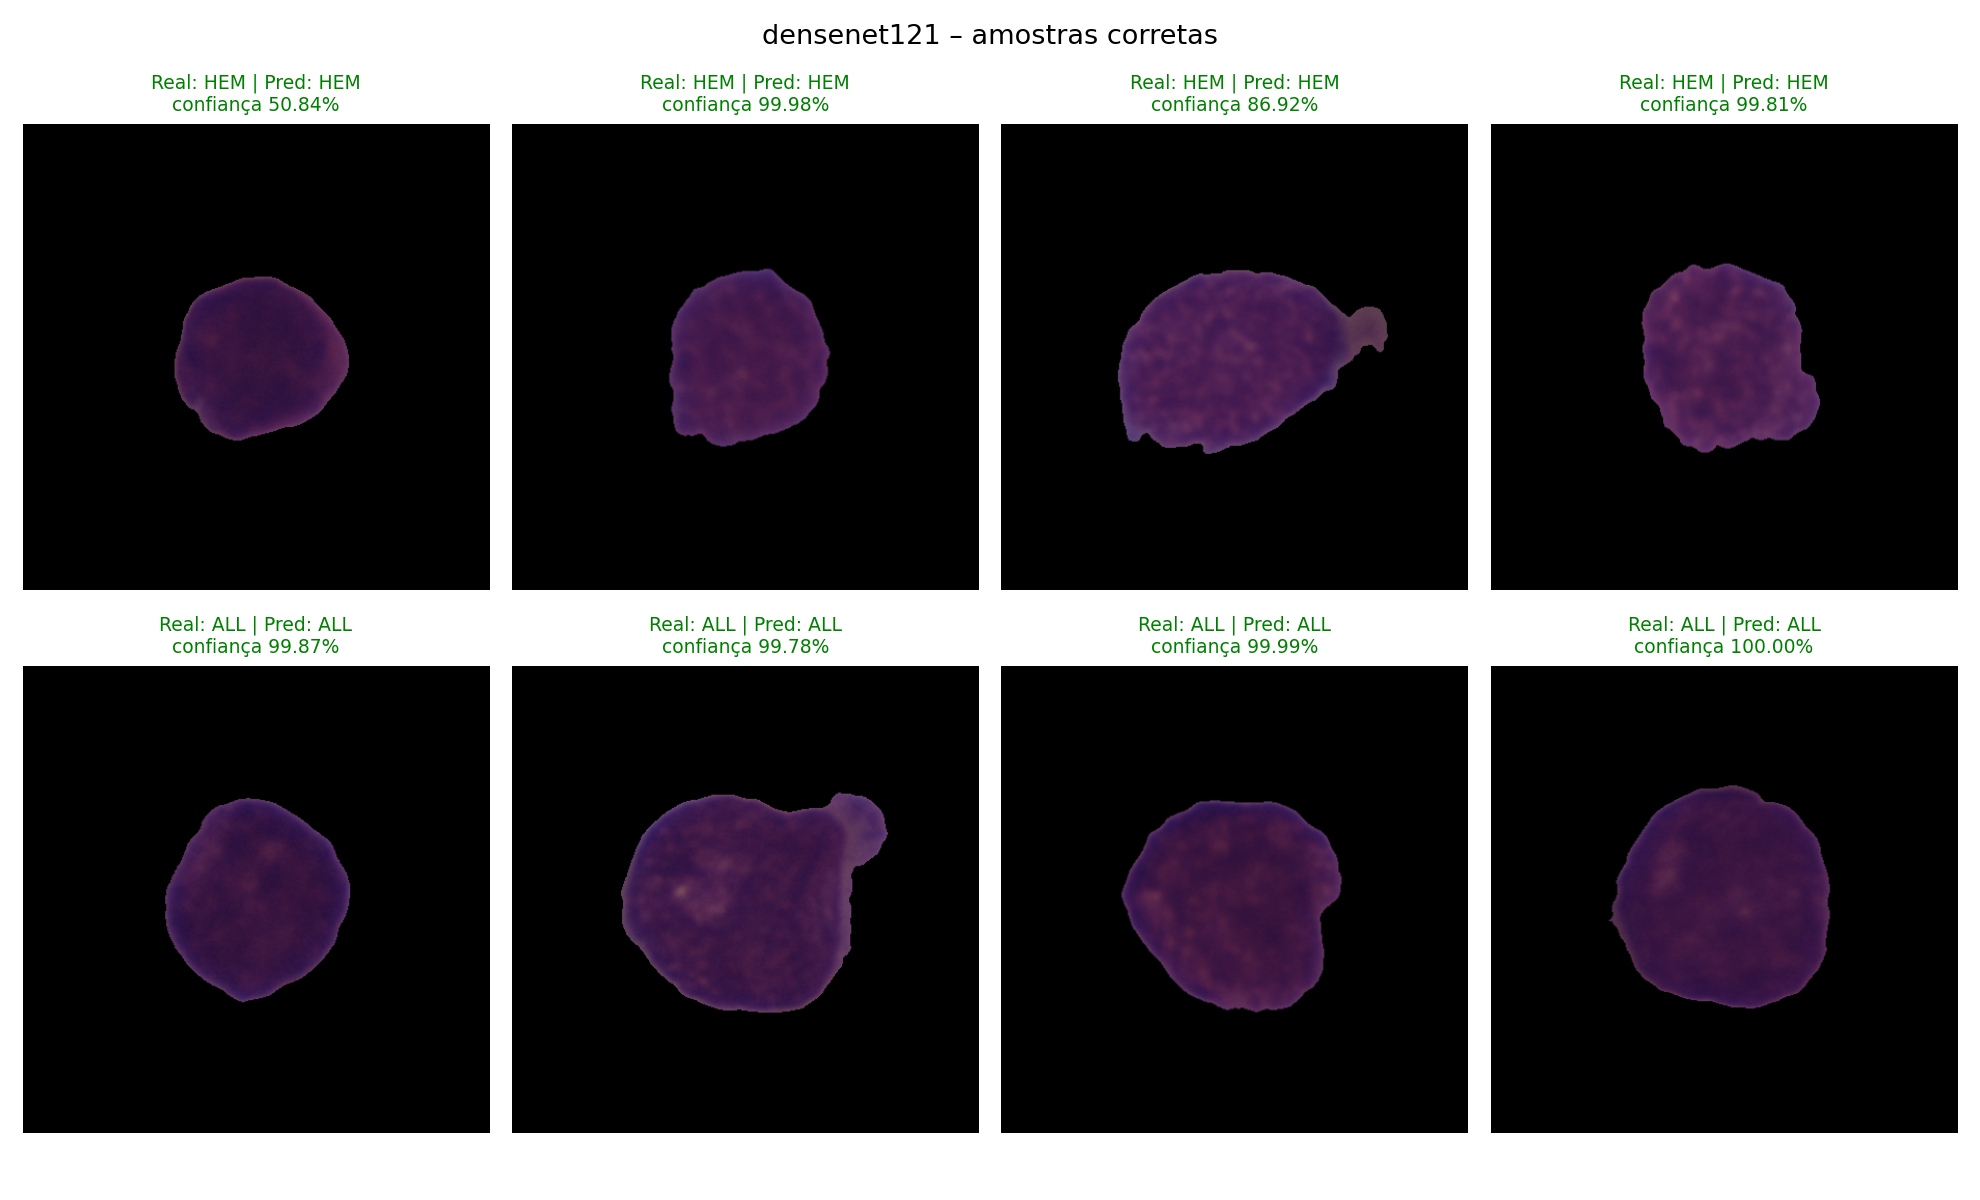 densenet121 – amostras corretas
Real: HEM | Pred: HEM
confiança 50.84%
Real: HEM | Pred: HEM
confiança 99.98%
Real: HEM | Pred: HEM
confiança 86.92%
Real: HEM | Pred: HEM
confiança 99.81%
Real: ALL | Pred: ALL
confiança 99.87%
Real: ALL | Pred: ALL
confiança 99.78%
Real: ALL | Pred: ALL
confiança 99.99%
Real: ALL | Pred: ALL
confiança 100.00%